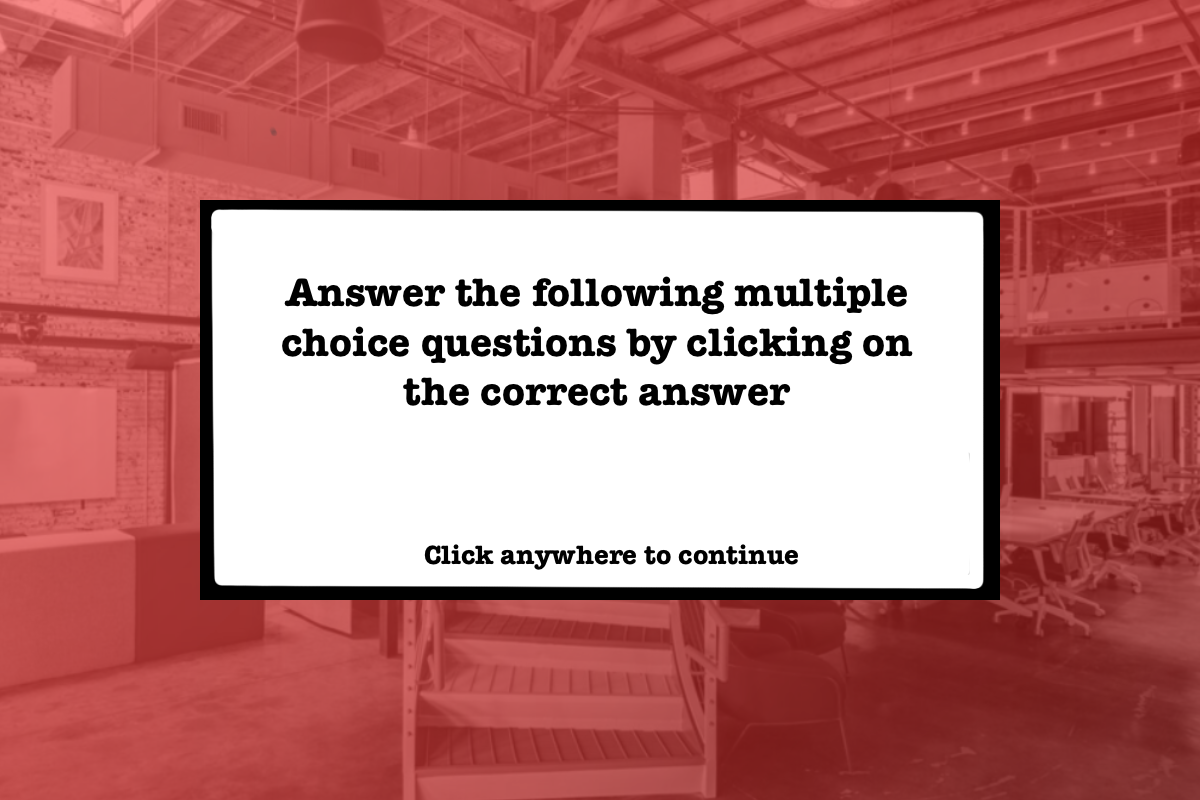 Answer the following multiple
choice questions by clicking on
the correct answer
Click anywhere to continue